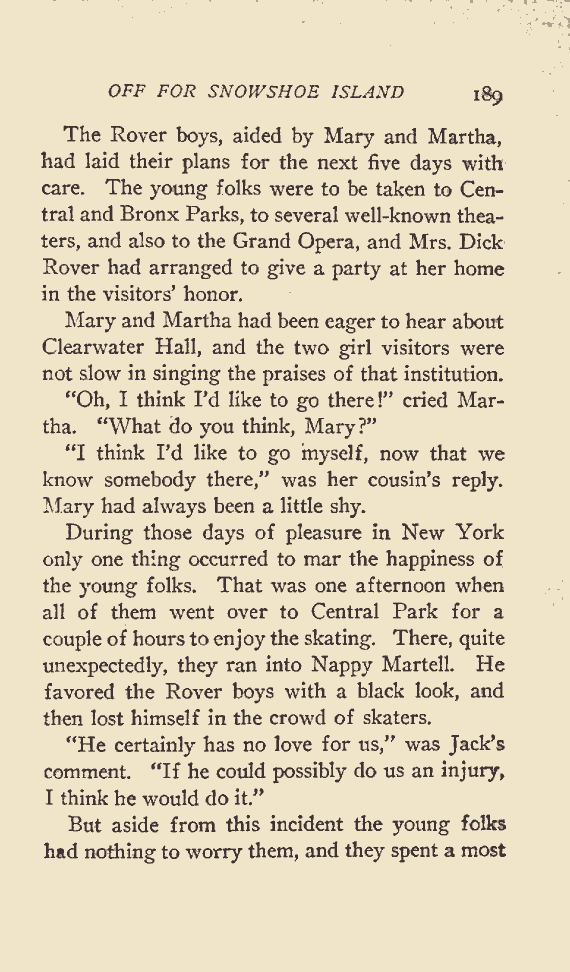 OFF FOR SNOWSHOE ISLAND 189
The Rover boys, aided by Mary and Martha,
had laid their plans for the next five days with
care. The young folks were to be taken to Cen-
tral and Bronx Parks, to several well-known thea-
ters, and also to the Grand Opera, and Mrs. Dick
Rover had arranged to give a party at her home
in the visitors' honor.
Mary and Martha had been eager to hear about
Clearwater Hall, and the two girl visitors were
not slow in singing the praises of that institution.
"Oh, I think I'd like to go there!" cried Mar-
tha. "What do you think, Mary?"
"I think I'd like to go myself, now that we
know somebody there," was her cousin's reply.
Mary had always been a little shy.
During those days of pleasure in New York
only one thing occurred to mar the happiness of
the young folks. That was one afternoon when
all of them went over to Central Park for a
couple of hours to enjoy the skating. There, quite
unexpectedly, they ran into Nappy Martell. He
favored the Rover boys with a black look, and
then lost himself in the crowd of skaters.
"He certainly has no love for us," was Jack's
comment. "If he could possibly do us an injury,
I think he would do it."
But aside from this incident the young folks
had nothing to worry them, and they spent a most